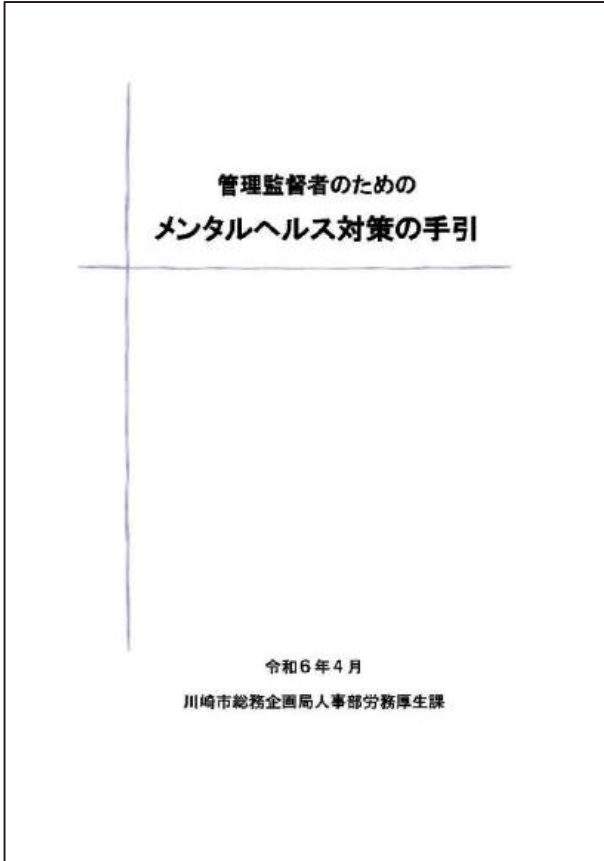 管理監督者のための
メンタルヘルス対策の手引
令和6年4月
川崎市総務企画局人事部労務厚生課